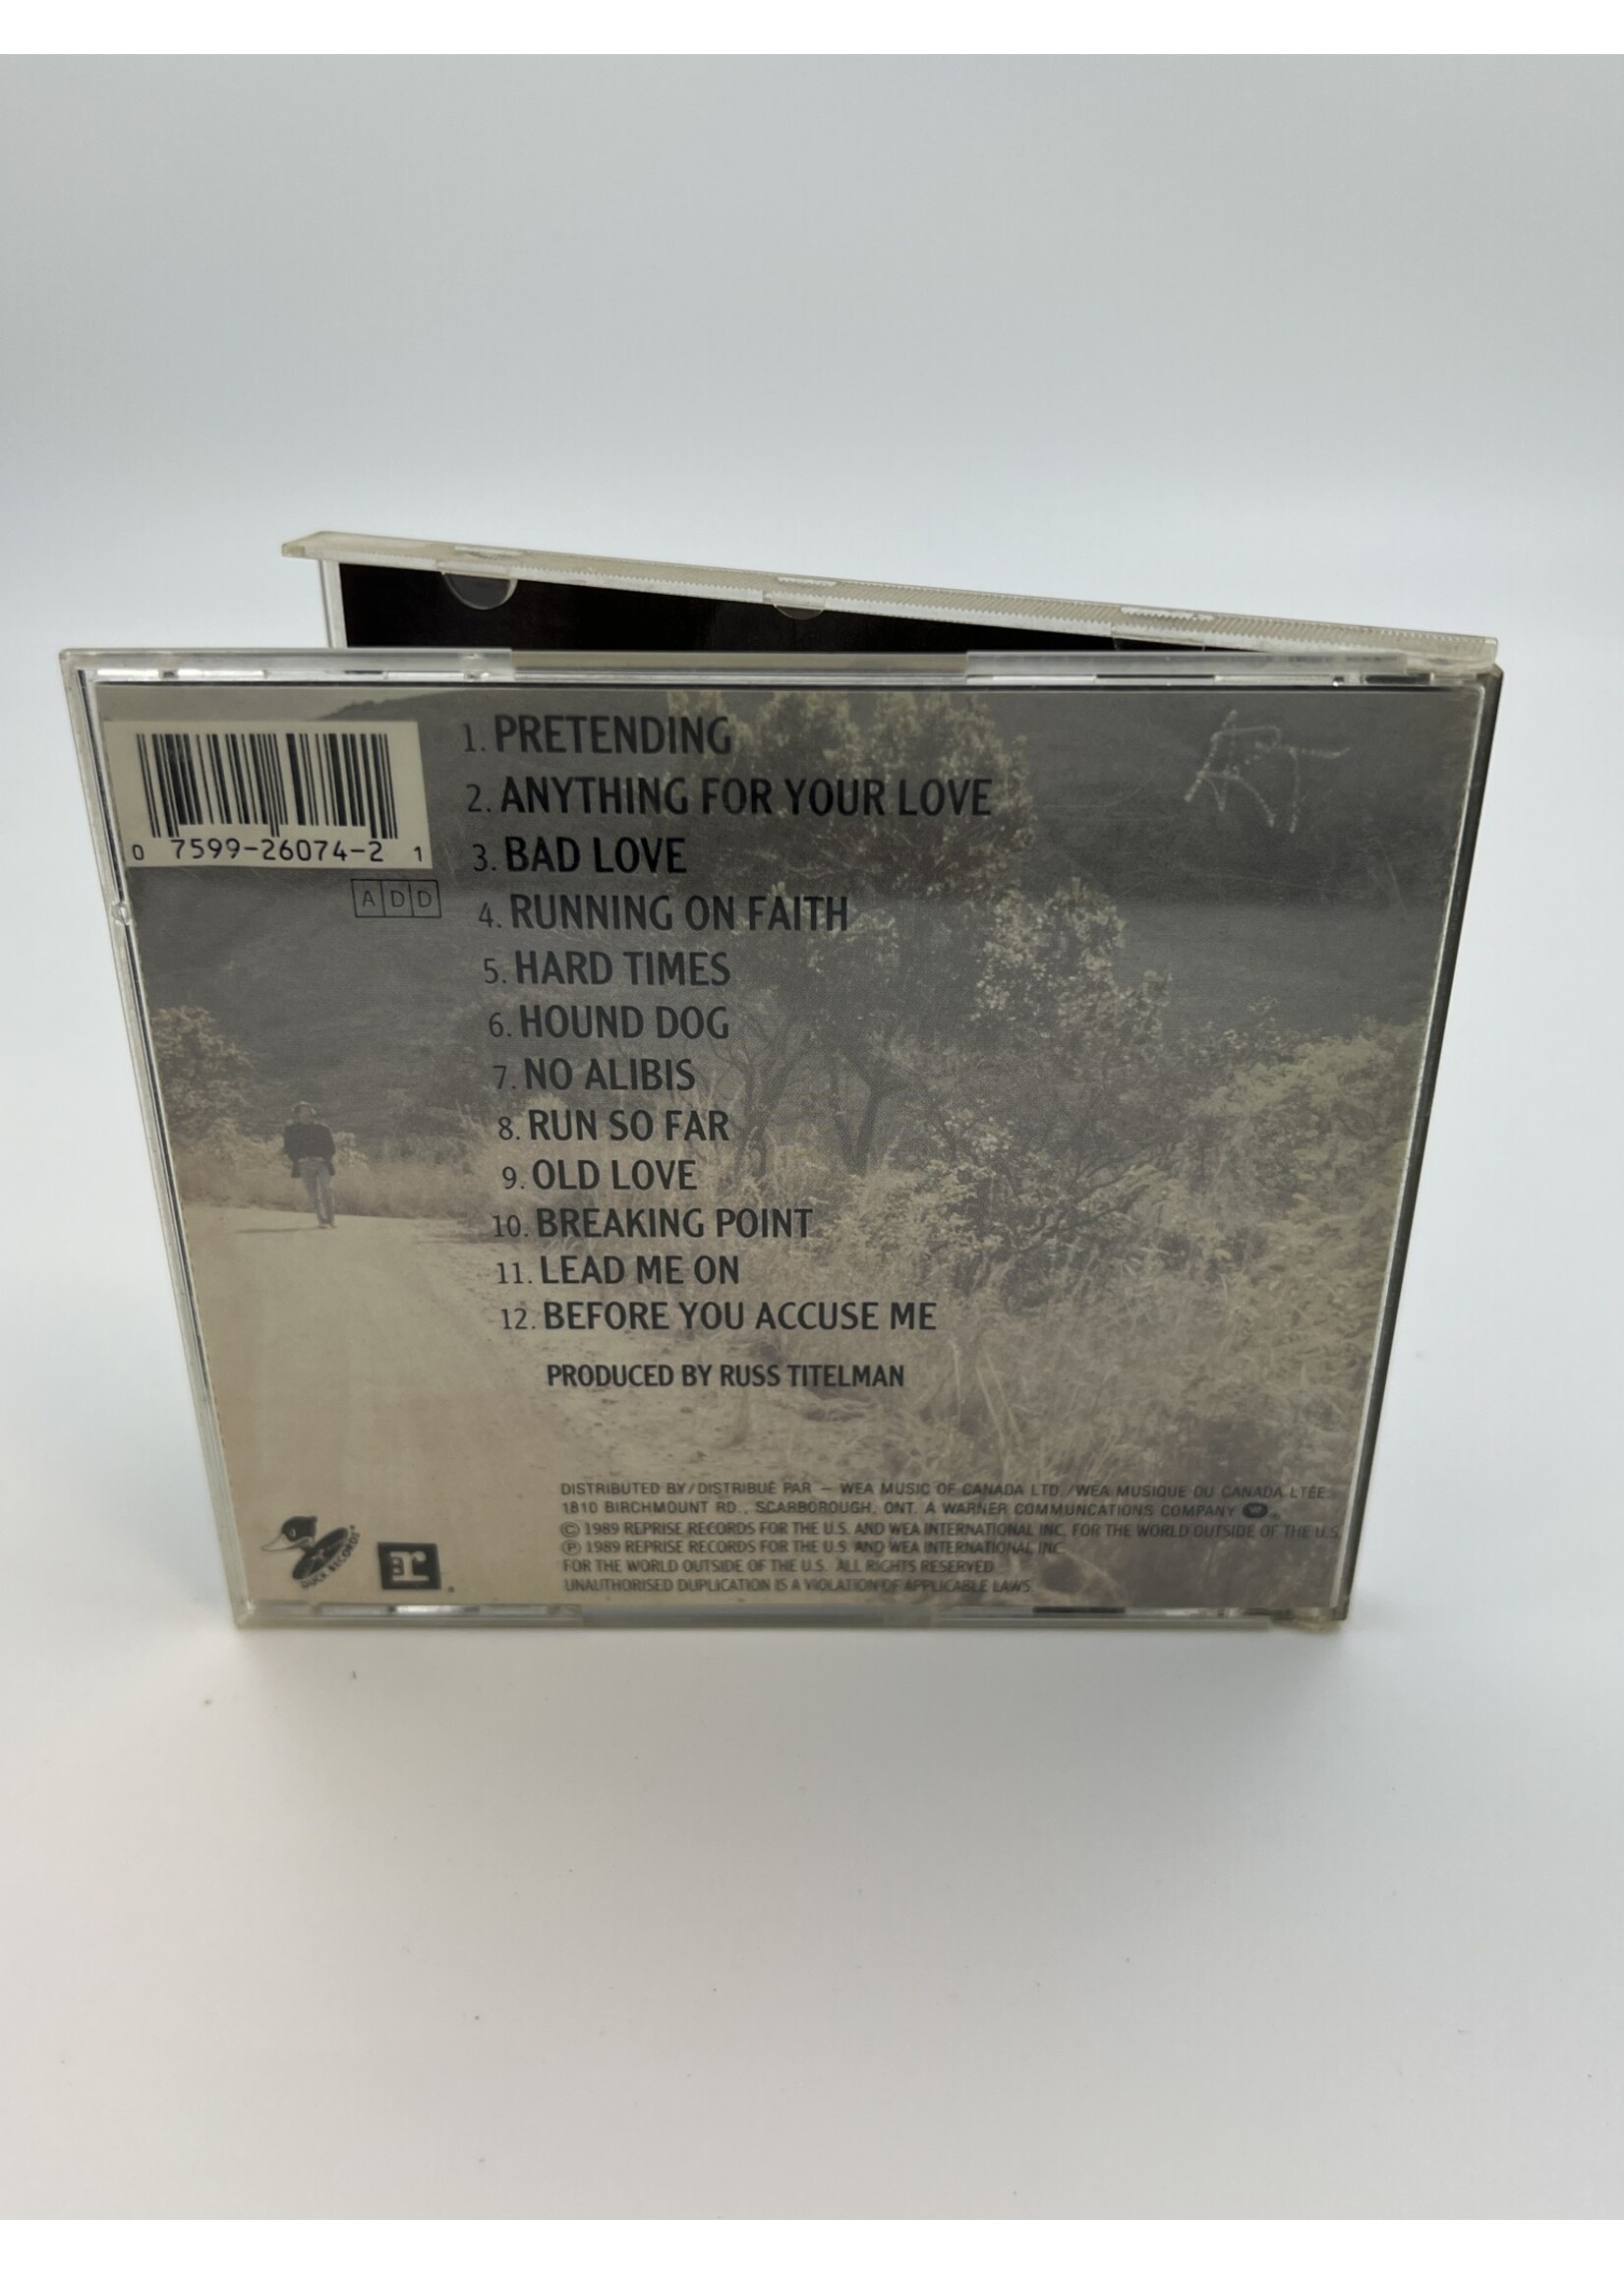 0 7599-26074-2 1
ADD
1. PRETENDING
2. ANYTHING FOR YOUR LOVE
3. BAD LOVE
4. RUNNING ON FAITH
5. HARD TIMES
6. HOUND DOG
7. NO ALIBIS
8. RUN SO FAR
9. OLD LOVE
10. BREAKING POINT
11. LEAD ME ON
12. BEFORE YOU ACCUSE ME
PRODUCED BY RUSS TITELMAN
DISTRIBUTED BY/DISTRIBUÉ PAR – WEA MUSIC OF CANADA LTD./WEA MUSIQUE DU CANADA LTÉE.
1810 BIRCHMOUNT RD., SCARBOROUGH, ONT. A WARNER COMMUNCATIONS COMPANY
© 1989 REPRISE RECORDS FOR THE U.S. AND WEA INTERNATIONAL INC. FOR THE WORLD OUTSIDE OF THE U.S.
℗ 1989 REPRISE RECORDS FOR THE U.S. AND WEA INTERNATIONAL INC.
FOR THE WORLD OUTSIDE OF THE U.S. ALL RIGHTS RESERVED
UNAUTHORISED DUPLICATION IS A VIOLATION OF APPLICABLE LAWS.
DUCK RECORDS
r